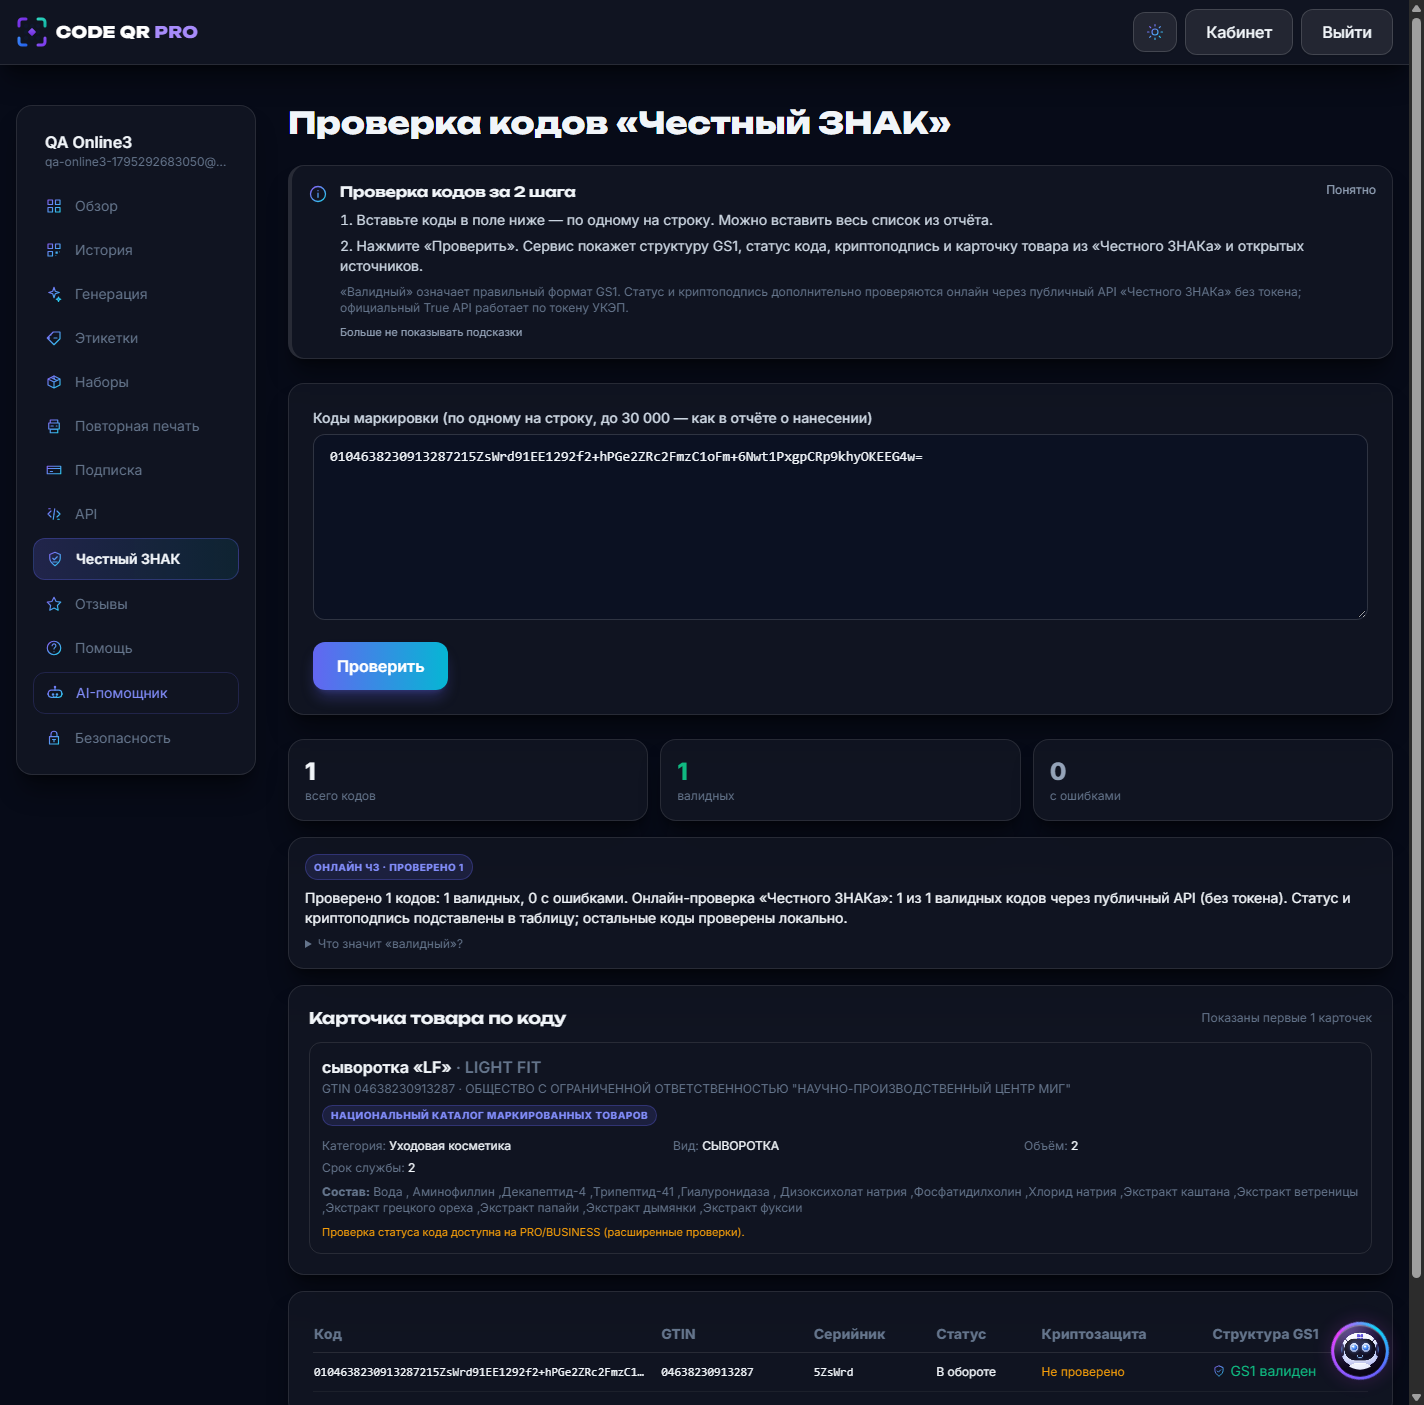 CODE QR PRO
Кабинет
Выйти
QA Online3
qa-online3-1795292683050@...
Обзор
История
Генерация
Этикетки
Наборы
Повторная печать
Подписка
API
Честный ЗНАК
Отзывы
Помощь
AI-помощник
Безопасность
Проверка кодов «Честный ЗНАК»
Проверка кодов за 2 шага
Понятно
1. Вставьте коды в поле ниже — по одному на строку. Можно вставить весь список из отчёта.
2. Нажмите «Проверить». Сервис покажет структуру GS1, статус кода, криптоподпись и карточку товара из «Честного ЗНАКа» и открытых
источников.
«Валидный» означает правильный формат GS1. Статус и криптоподпись дополнительно проверяются онлайн через публичный API «Честного ЗНАКа» без токена;
официальный True API работает по токену УКЭП.
Больше не показывать подсказки
Коды маркировки (по одному на строку, до 30 000 — как в отчёте о нанесении)
0104638230913287215ZsWrd91EE1292f2+hPGe2ZRc2FmzC1oFm+6Nwt1PxgpCRp9khyOKEEG4w=
Проверить
1
всего кодов
1
валидных
0
с ошибками
ОНЛАЙН ЧЗ · ПРОВЕРЕНО 1
Проверено 1 кодов: 1 валидных, 0 с ошибками. Онлайн-проверка «Честного ЗНАКа»: 1 из 1 валидных кодов через публичный API (без токена). Статус и
криптоподпись подставлены в таблицу; остальные коды проверены локально.
Что значит «валидный»?
Карточка товара по коду
Показаны первые 1 карточек
сыворотка «LF» · LIGHT FIT
GTIN 04638230913287 · ОБЩЕСТВО С ОГРАНИЧЕННОЙ ОТВЕТСТВЕННОСТЬЮ "НАУЧНО-ПРОИЗВОДСТВЕННЫЙ ЦЕНТР МИГ"
НАЦИОНАЛЬНЫЙ КАТАЛОГ МАРКИРОВАННЫХ ТОВАРОВ
Категория: Уходовая косметика Вид: СЫВОРОТКА Объём: 2
Срок службы: 2
Состав: Вода , Аминофиллин ,Декапептид-4 ,Трипептид-41 ,Гиалуронидаза , Дизоксихолат натрия ,Фосфатидилхолин ,Хлорид натрия ,Экстракт каштана ,Экстракт ветреницы
,Экстракт грецкого ореха ,Экстракт папайи ,Экстракт дымянки ,Экстракт фуксии
Проверка статуса кода доступна на PRO/BUSINESS (расширенные проверки).
Код GTIN Серийник Статус Криптозащита Структура GS1
0104638230913287215ZsWrd91EE1292f2+hPGe2ZRc2FmzC1… 04638230913287 5ZsWrd В обороте Не проверено GS1 валиден